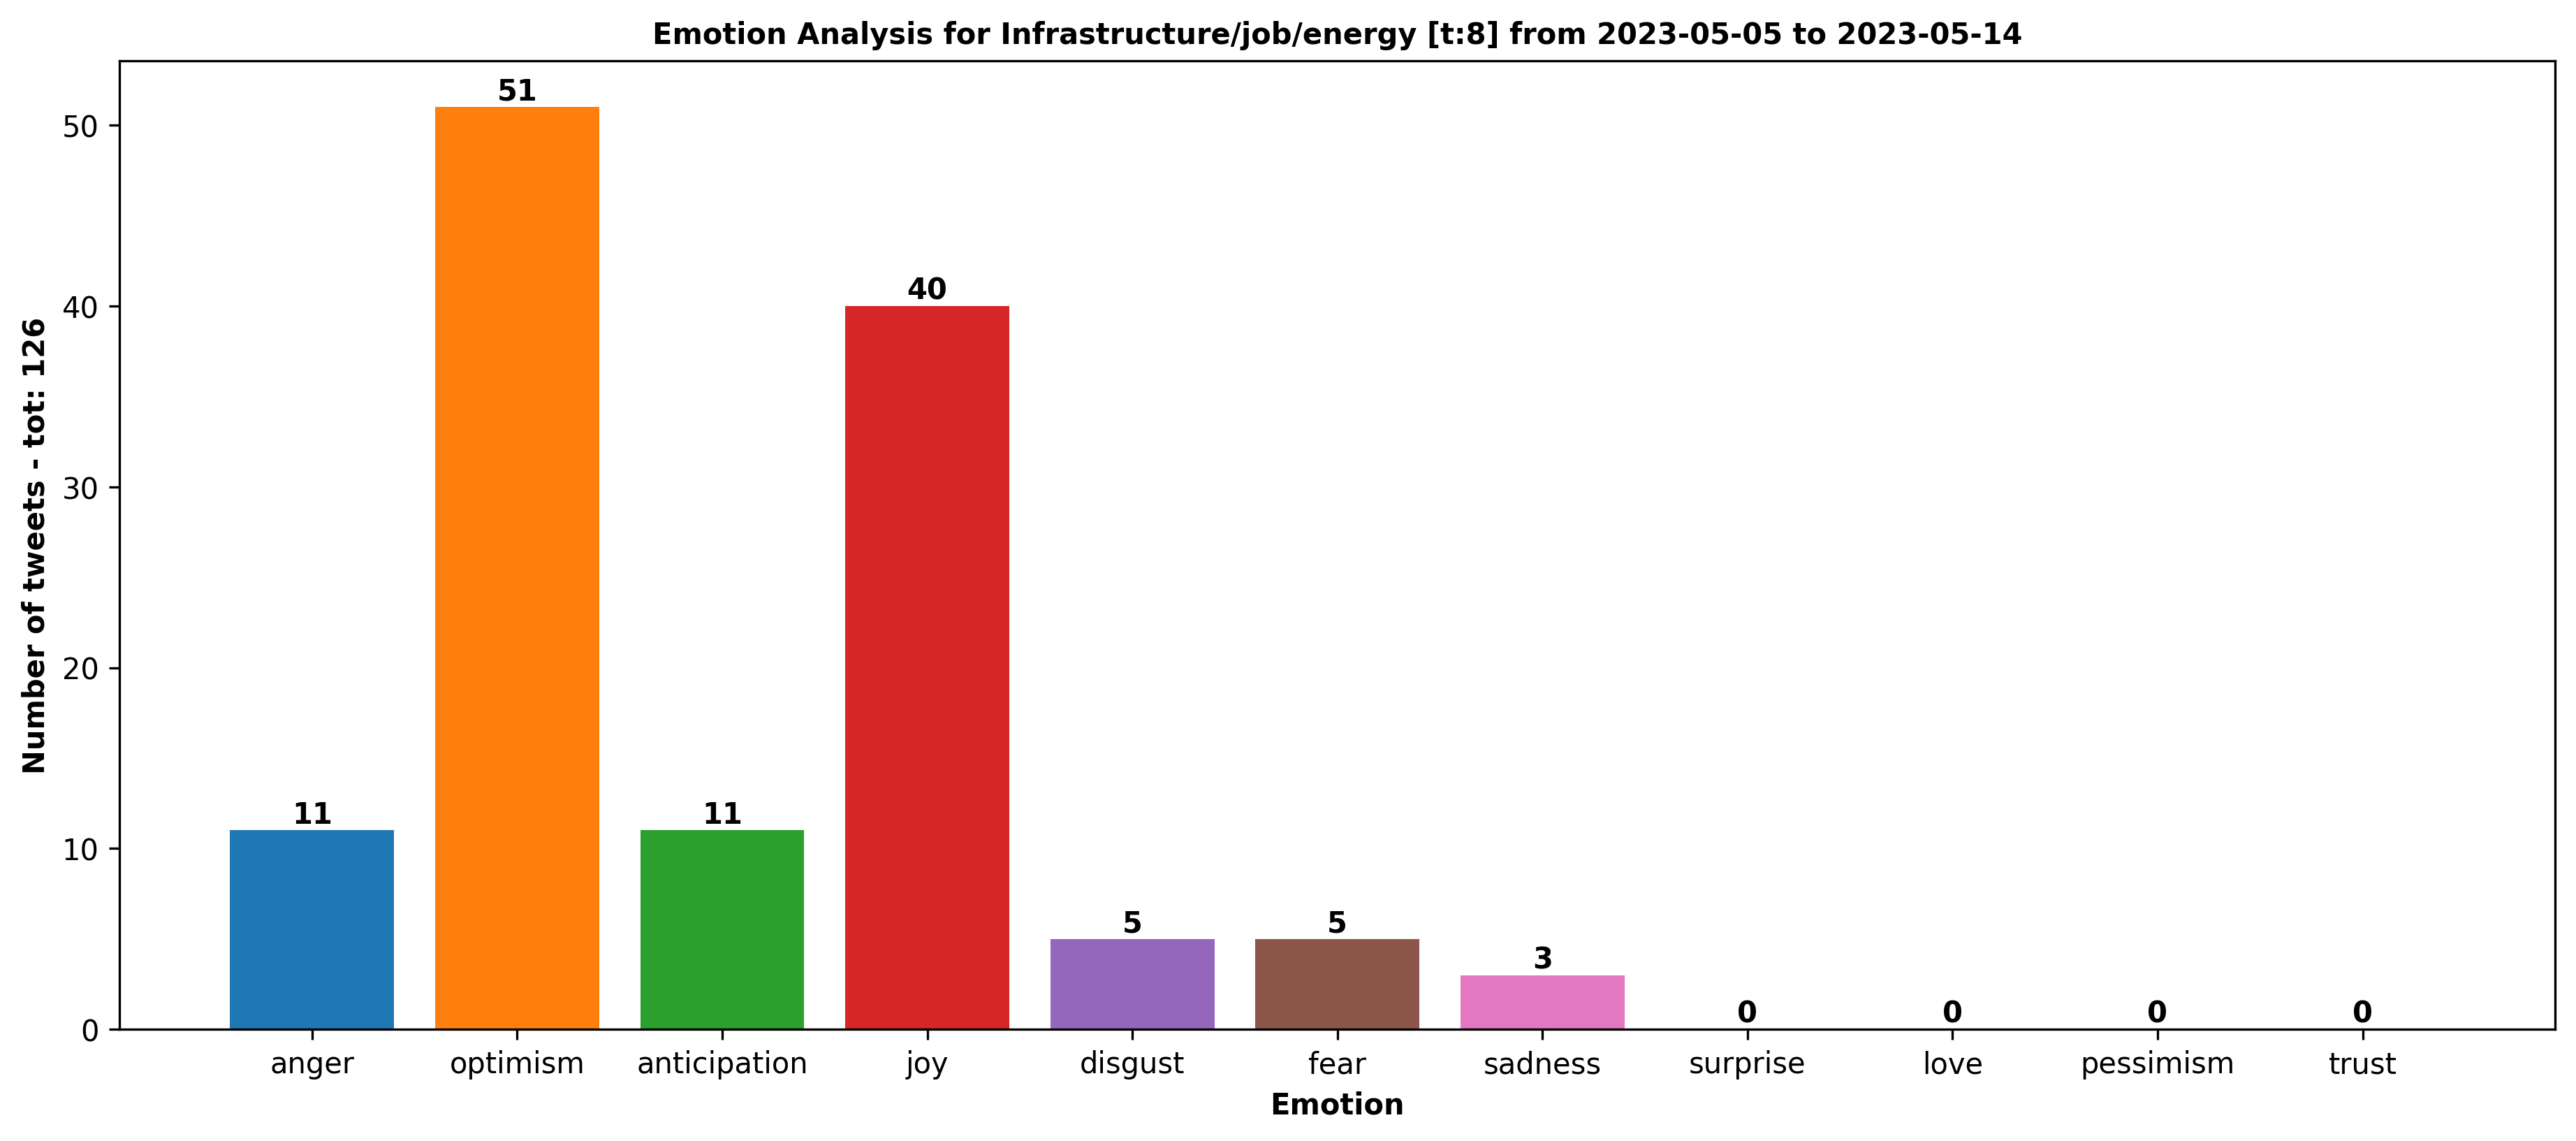 Emotion Analysis for Infrastructure/job/energy [t:8] from 2023-05-05 to 2023-05-14
Number of tweets - tot: 126
50
40
30
20
10
0
11
51
11
40
5
5
3
0
0
0
0
anger
optimism
anticipation
joy
disgust
fear
sadness
surprise
love
pessimism
trust
Emotion